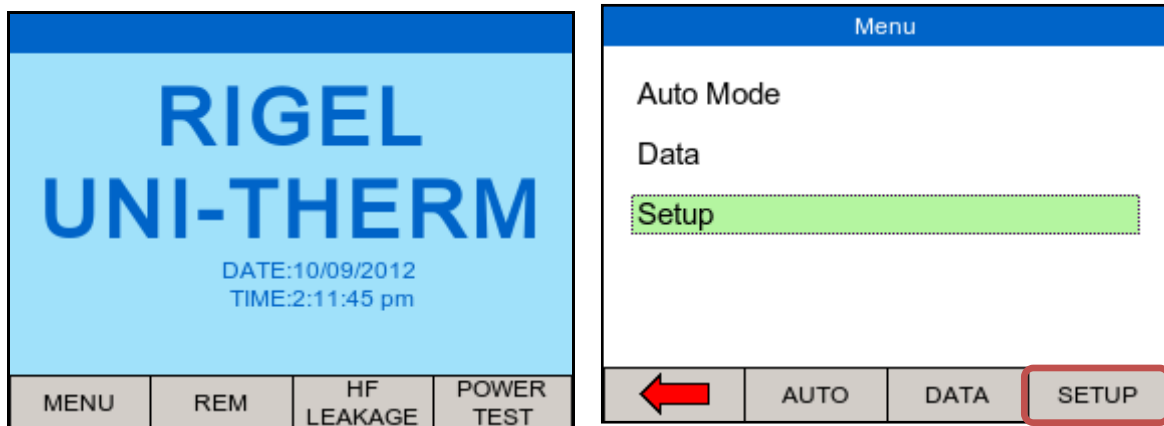 RIGEL
UNI-THERM
DATE:10/09/2012
TIME:2:11:45 pm
MENU
REM
HF
LEAKAGE
POWER
TEST
Menu
Auto Mode
Data
Setup
AUTO
DATA
SETUP